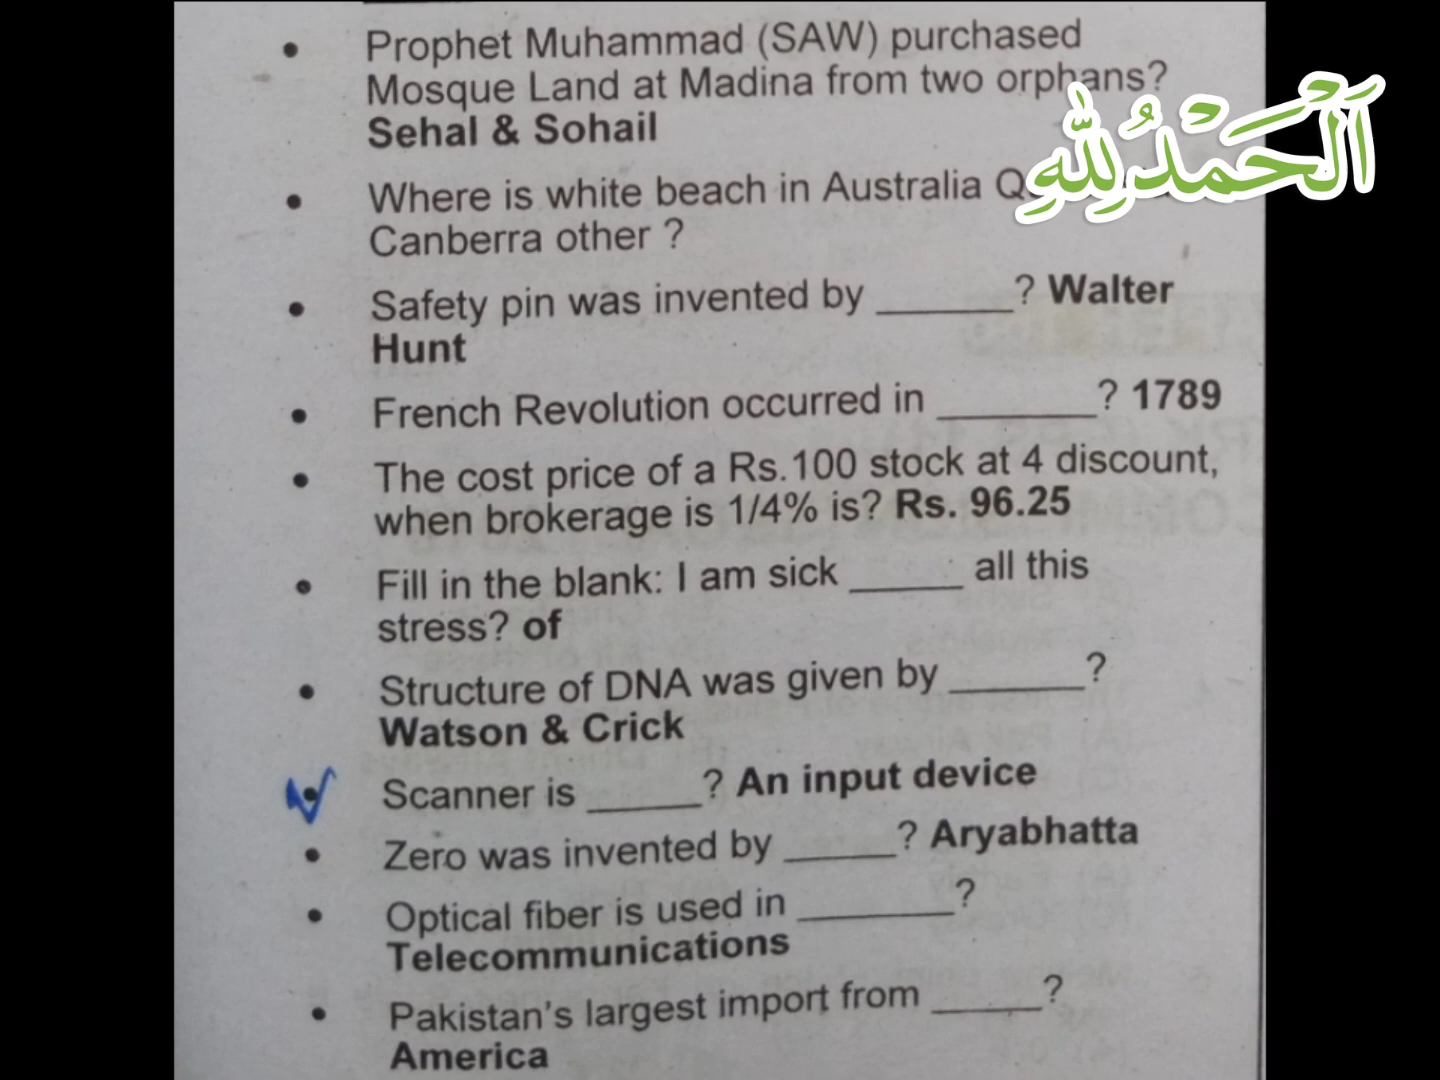 • Prophet Muhammad (SAW) purchased
Mosque Land at Madina from two orphans?
Sehal & Sohail
اَلْحَمْدُلِلّٰهِ
• Where is white beach in Australia
Canberra other ?
• Safety pin was invented by ______? Walter
Hunt
• French Revolution occurred in _______? 1789
• The cost price of a Rs.100 stock at 4 discount,
when brokerage is 1/4% is? Rs. 96.25
• Fill in the blank: I am sick _____ all this
stress? of
• Structure of DNA was given by ______?
Watson & Crick
• Scanner is _____? An input device
• Zero was invented by _____? Aryabhatta
• Optical fiber is used in _______?
Telecommunications
• Pakistan's largest import from _____?
America